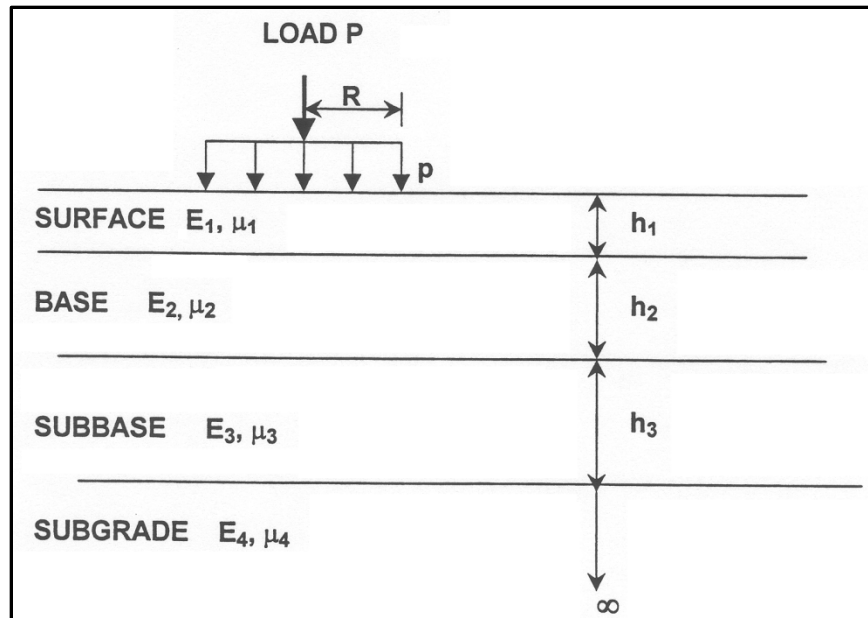 LOAD P
R
p
SURFACE E₁, μ₁
h₁
BASE E₂, μ₂
h₂
SUBBASE E₃, μ₃
h₃
SUBGRADE E₄, μ₄
∞